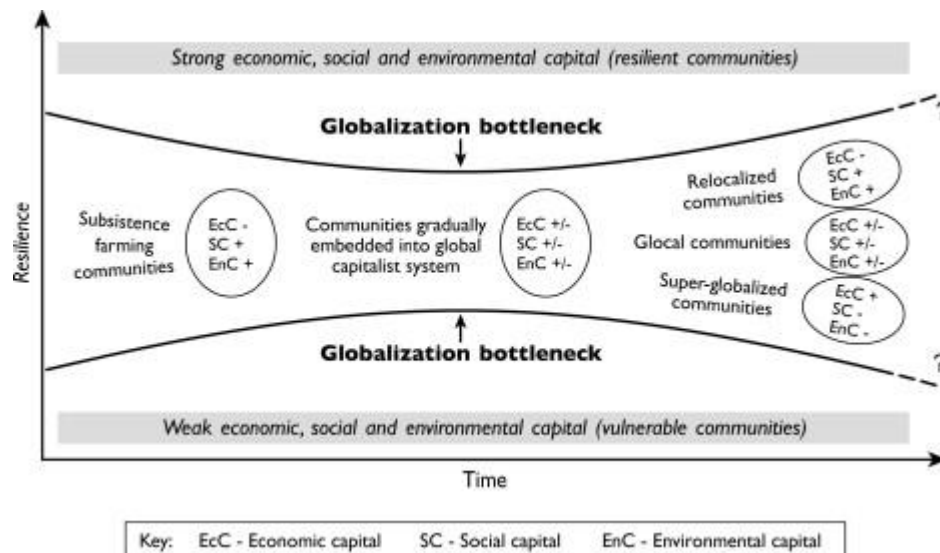 Strong economic, social and environmental capital (resilient communities)
Globalization bottleneck
Resilience
Subsistence
farming
communities
EcC -
SC +
EnC +
Communities gradually
embedded into global
capitalist system
EcC +/-
SC +/-
EnC +/-
Relocalized
communities
EcC -
SC +
EnC +
Glocal communities
EcC +/-
SC +/-
EnC +/-
Super-globalized
communities
EcC +
SC -
EnC -
Globalization bottleneck
Weak economic, social and environmental capital (vulnerable communities)
Time
Key: EcC - Economic capital SC - Social capital EnC - Environmental capital